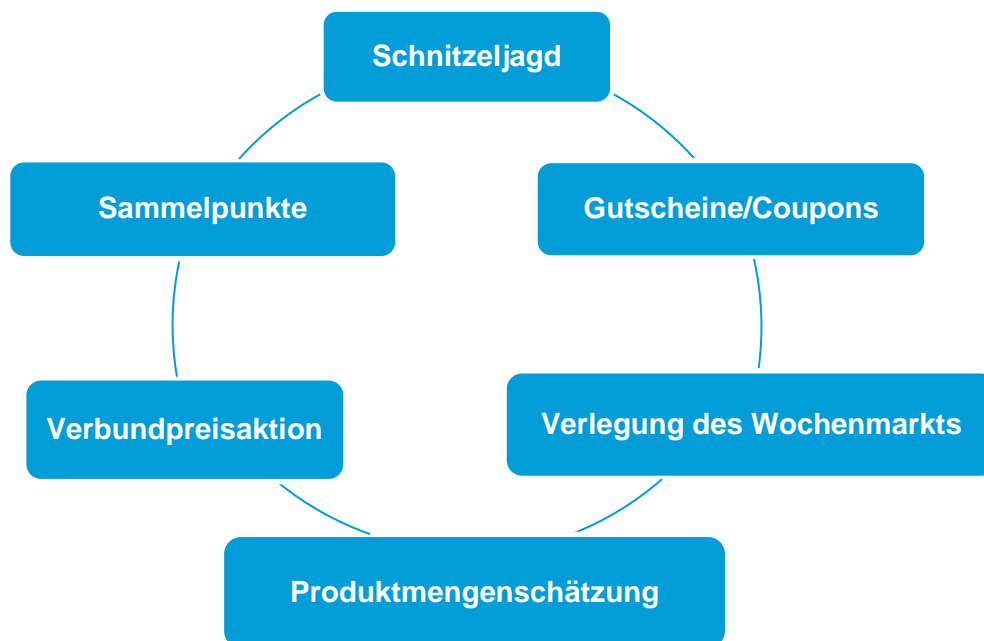 Schnitzeljagd
Sammelpunkte
Gutscheine/Coupons
Verbundpreisaktion
Verlegung des Wochenmarkts
Produktmengenschätzung